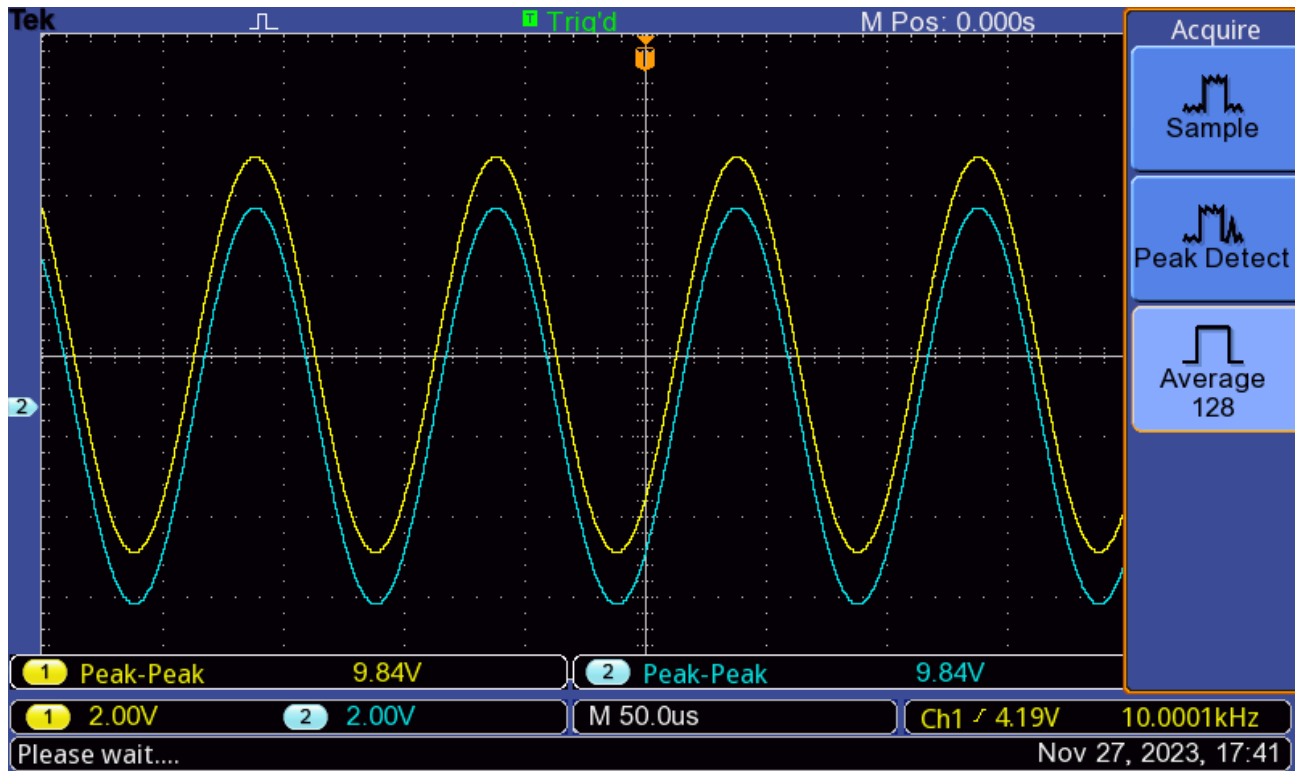 Tek T Trig'd M Pos: 0.000s
Acquire
T
Sample
Peak Detect
Average
128
2
1 Peak-Peak 9.84V 2 Peak-Peak 9.84V
1 2.00V 2 2.00V M 50.0us Ch1 4.19V 10.0001kHz
Please wait.... Nov 27, 2023, 17:41